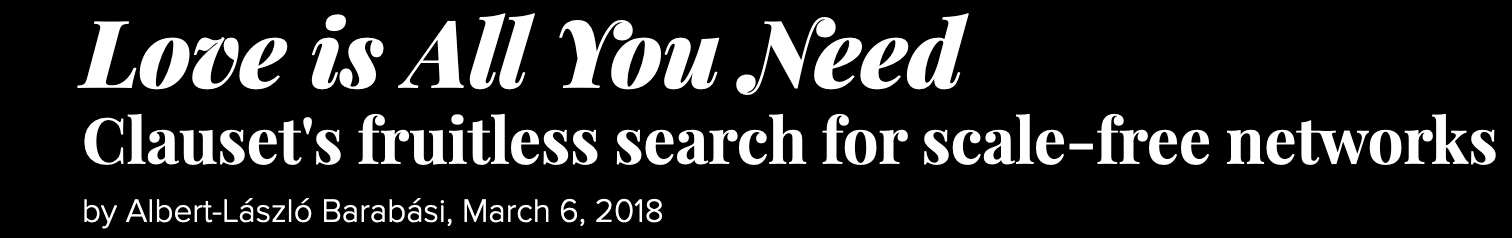 Love is All You Need
Clauset's fruitless search for scale-free networks
by Albert-László Barabási, March 6, 2018